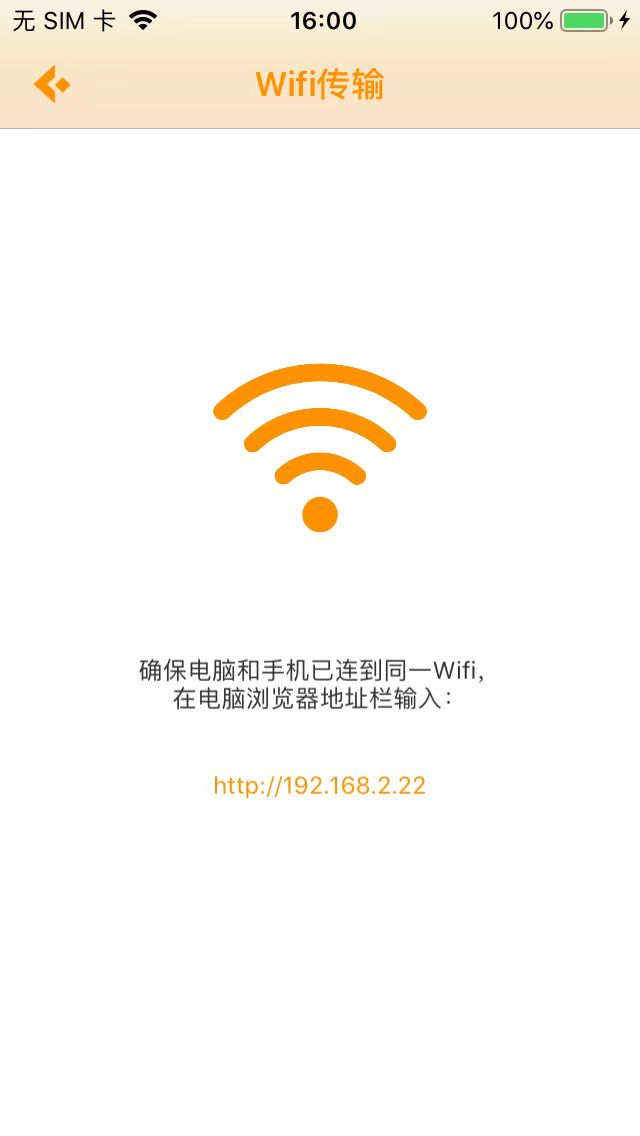 无 SIM 卡 16:00 100%
Wifi传输
确保电脑和手机已连到同一Wifi,
在电脑浏览器地址栏输入:
http://192.168.2.22